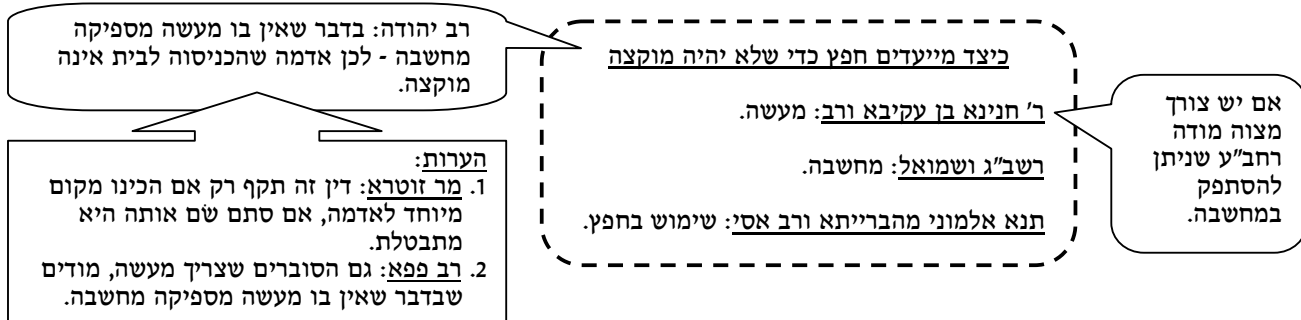 כיצד מייעדים חפץ כדי שלא יהיה מוקצה
ר' חנינא בן עקיבא ורב: מעשה.
רשב"ג ושמואל: מחשבה.
תנא אלמוני מהברייתא ורב אסי: שימוש בחפץ.
אם יש צורך
מצוה מודה
רחב"ע שניתן
להסתפק
במחשבה.
רב יהודה: בדבר שאין בו מעשה מספיקה
מחשבה - לכן אדמה שהכניסוה לבית אינה
מוקצה.
הערות:
1. מר זוטרא: דין זה תקף רק אם הכינו מקום
מיוחד לאדמה, אם סתם שׂם אותה היא
מתבטלת.
2. רב פפא: גם הסוברים שצריך מעשה, מודים
שבדבר שאין בו מעשה מספיקה מחשבה.